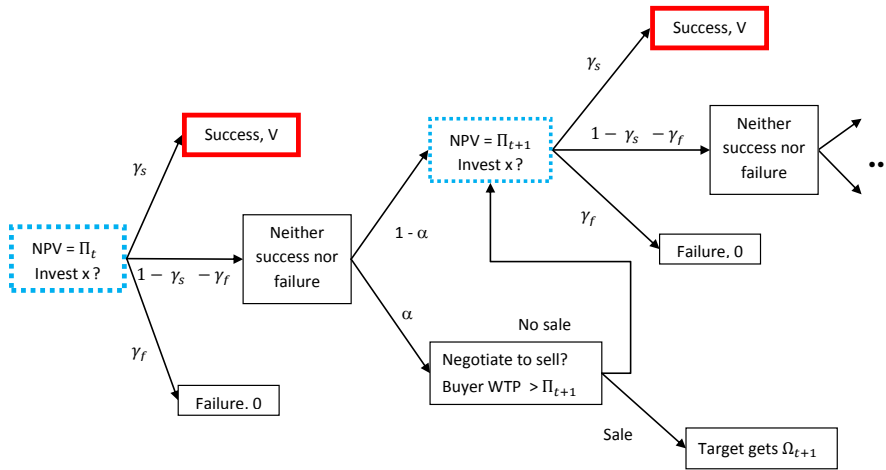 Success, V
γs
NPV = Πt+1
Invest x ?
1 − γs − γf
Neither
success nor
failure
..
γf
Failure, 0
Success, V
γs
NPV = Πt
Invest x ?
1 − γs − γf
Neither
success nor
failure
1 - α
α
γf
Failure. 0
No sale
Negotiate to sell?
Buyer WTP > Πt+1
Sale
Target gets Ωt+1